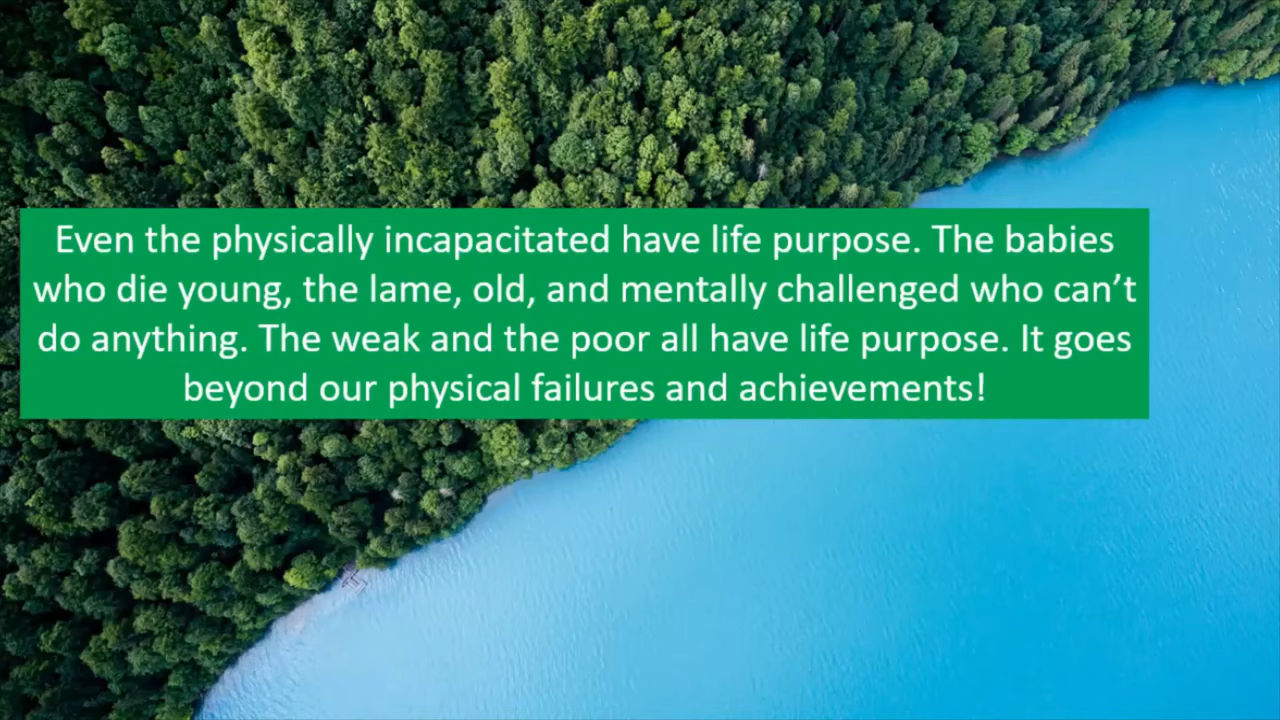 Even the physically incapacitated have life purpose. The babies
who die young, the lame, old, and mentally challenged who can’t
do anything. The weak and the poor all have life purpose. It goes
beyond our physical failures and achievements!